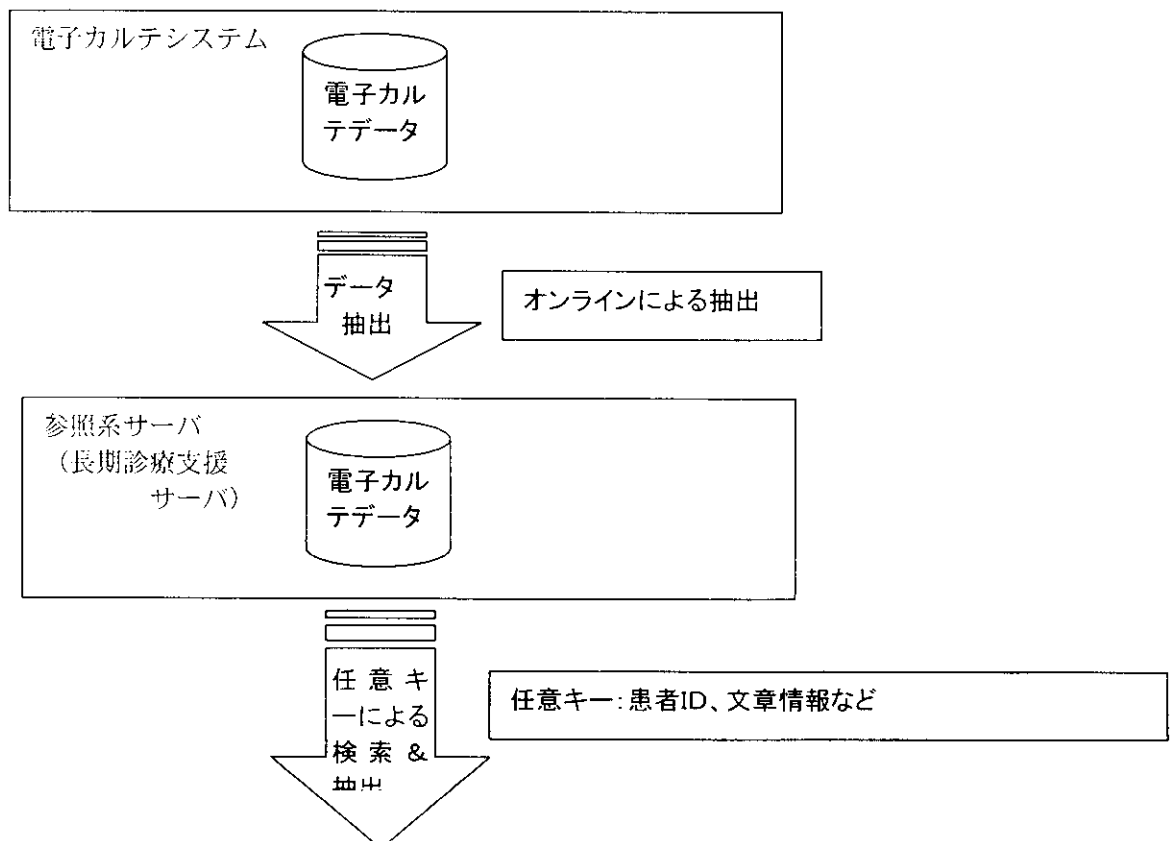 電子カルテシステム
電子カル
テデータ
データ
抽出
オンラインによる抽出
参照系サーバ
（長期診療支援
サーバ）
電子カル
テデータ
任意キ
ーによる
検索＆
抽出
任意キー：患者ID、文章情報など